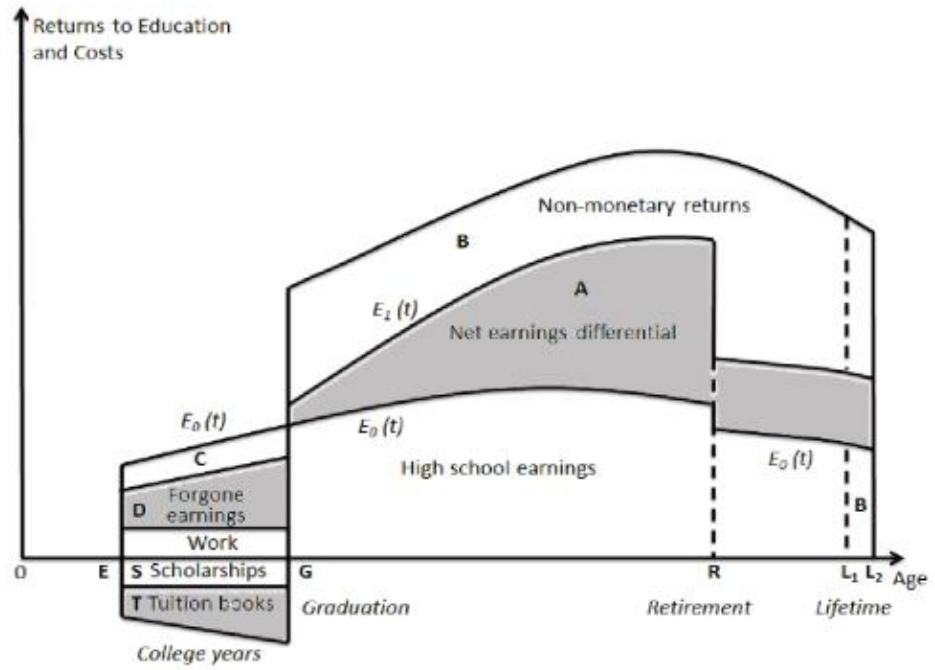 Returns to Education
and Costs
Non-monetary returns
B
A
E₁ (t)
Net earnings differential
E₀ (t)
E₀ (t)
C
High school earnings
E₀ (t)
Forgone
D
earnings
B
Work
0
E
S Scholarships
G
R
L₁ L₂
Age
T Tuition books
Graduation
Retirement
Lifetime
College years